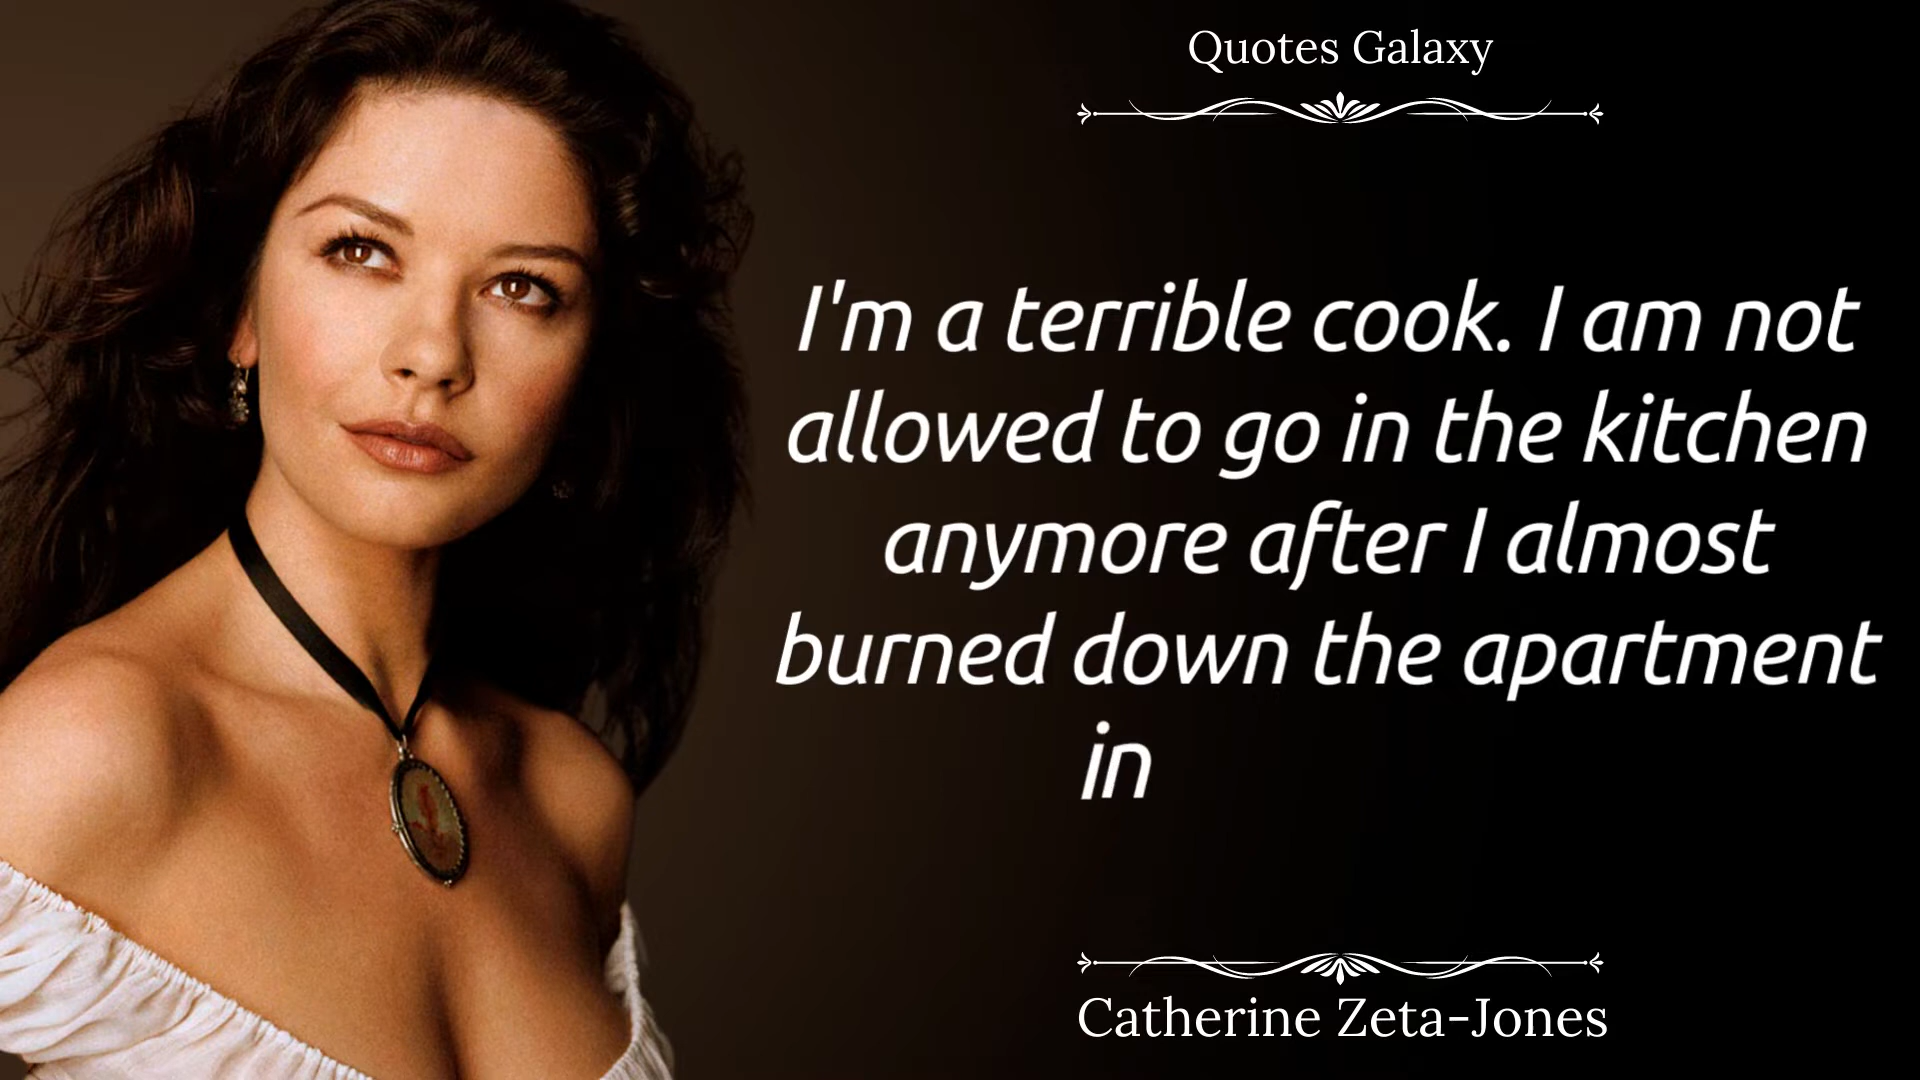 Quotes Galaxy
I'm a terrible cook. I am not
allowed to go in the kitchen
anymore after I almost
burned down the apartment
in
Catherine Zeta-Jones